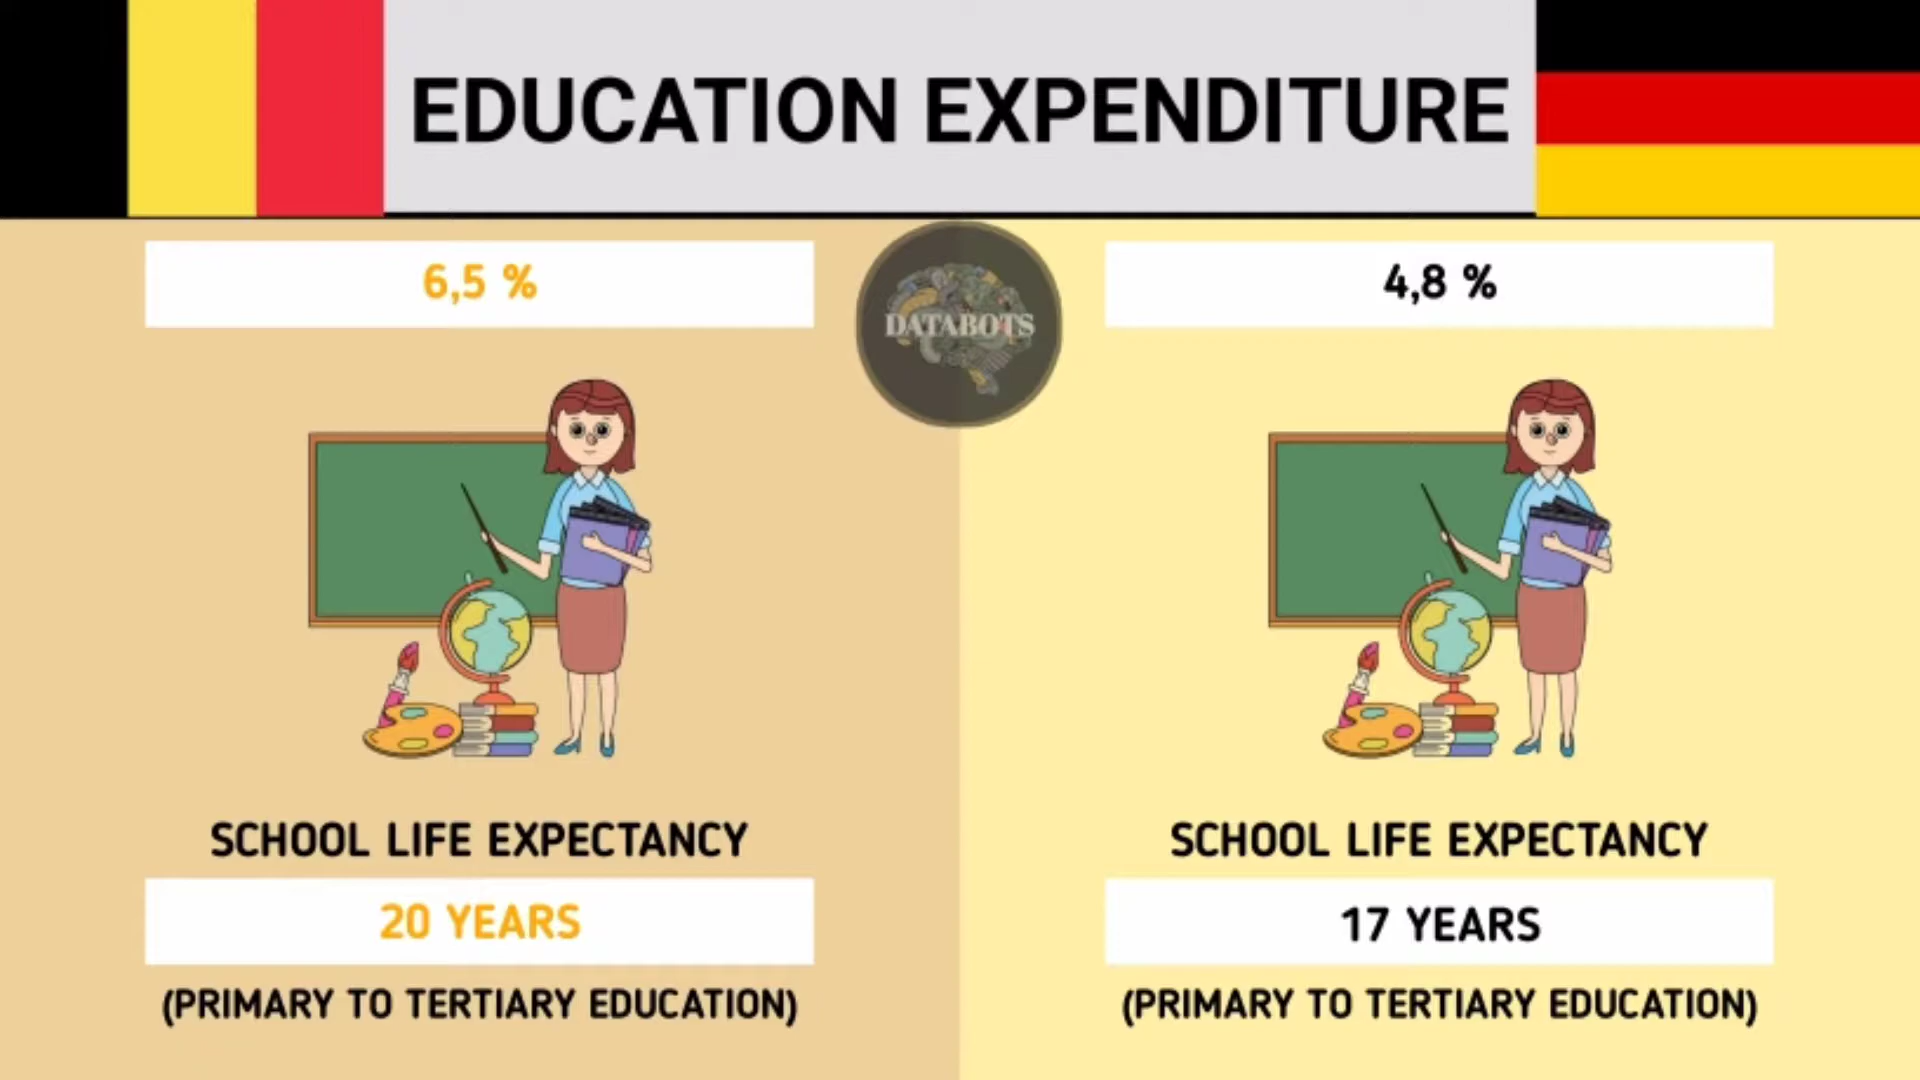 EDUCATION EXPENDITURE
6,5 %
4,8 %
DATABOTS
SCHOOL LIFE EXPECTANCY
20 YEARS
(PRIMARY TO TERTIARY EDUCATION)
SCHOOL LIFE EXPECTANCY
17 YEARS
(PRIMARY TO TERTIARY EDUCATION)